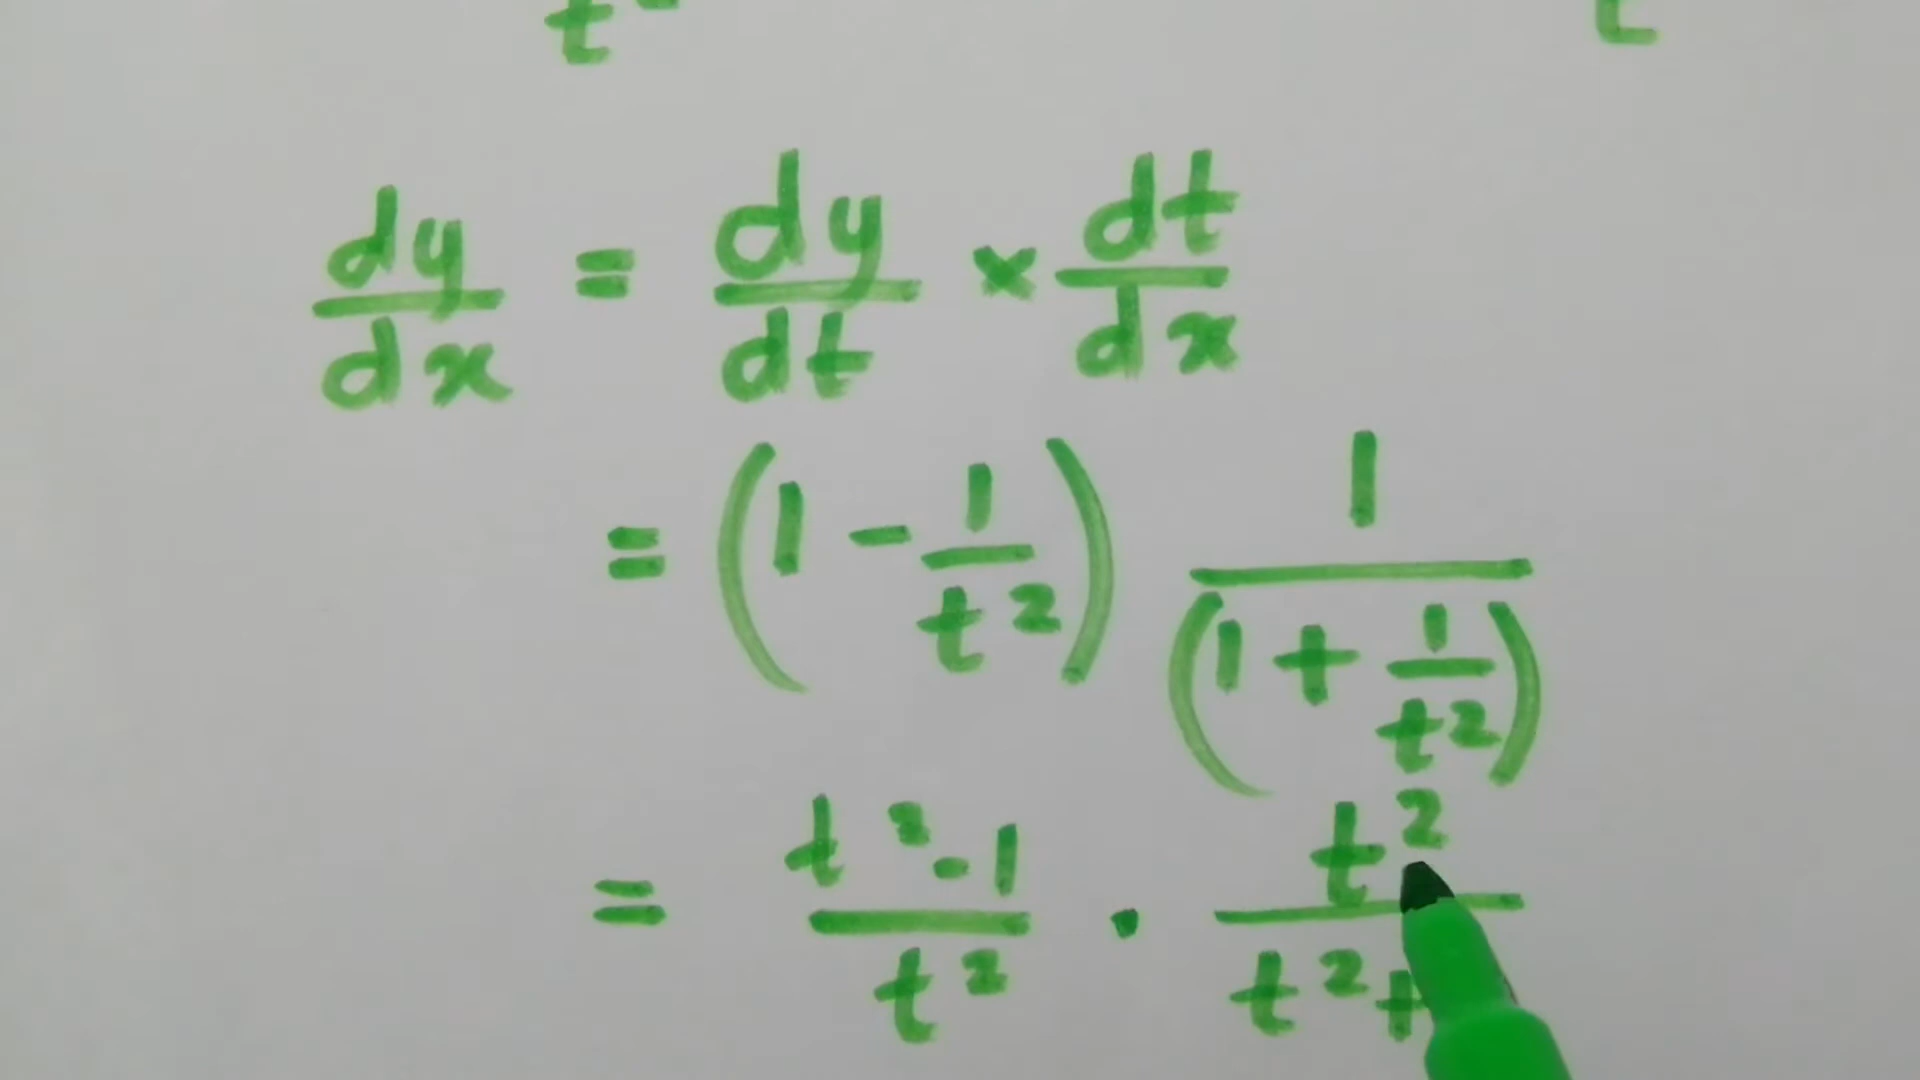 t
dy/dx = dy/dt × dt/dx
= (1 - 1/t²) 1/(1 + 1/t²)
= t² - 1/t² · t²/t² +